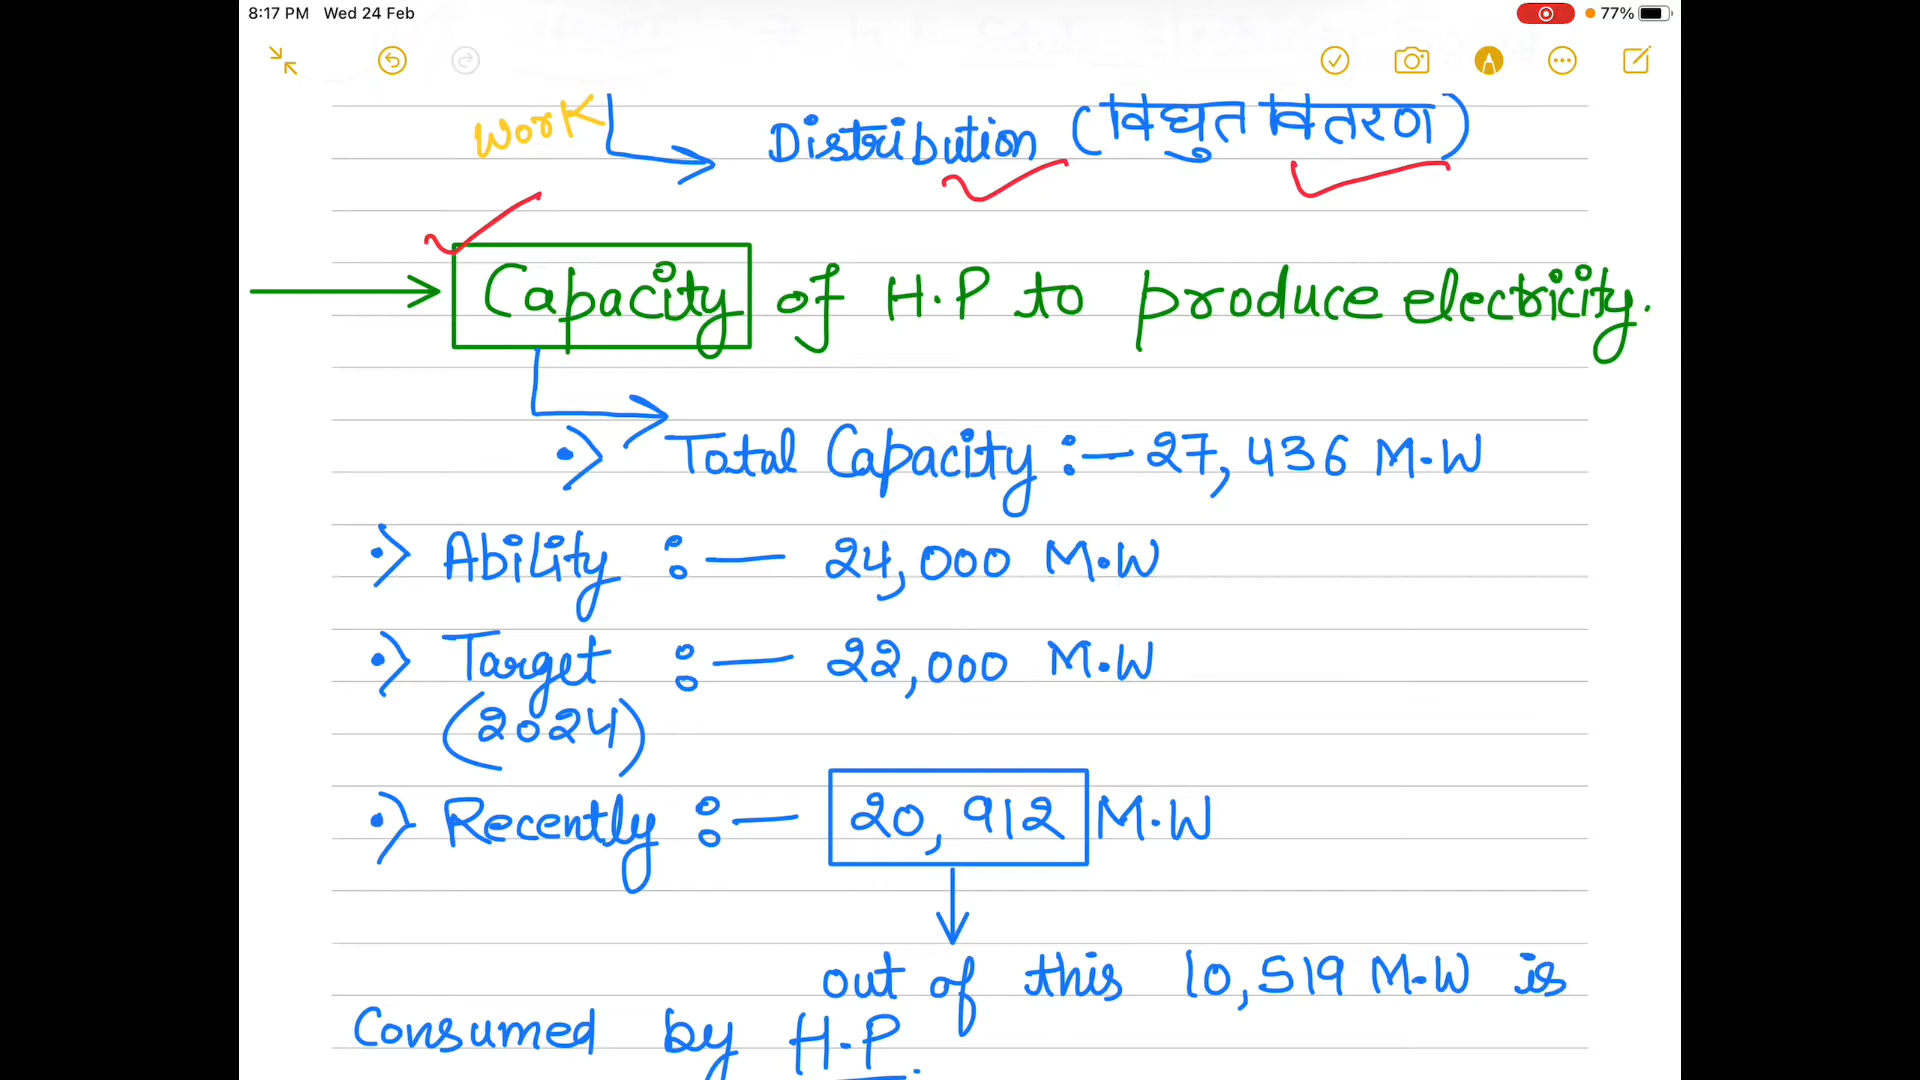 8:17 PM Wed 24 Feb 77%
Work Distribution (विद्युत वितरण)
Capacity of H.P to produce electricity.
Total Capacity :- 27,436 M.W
Ability :- 24,000 M.W
Target :- 22,000 M.W
(2024)
Recently :- 20,912 M.W
out of this 10,519 M.W is
Consumed by H.P.